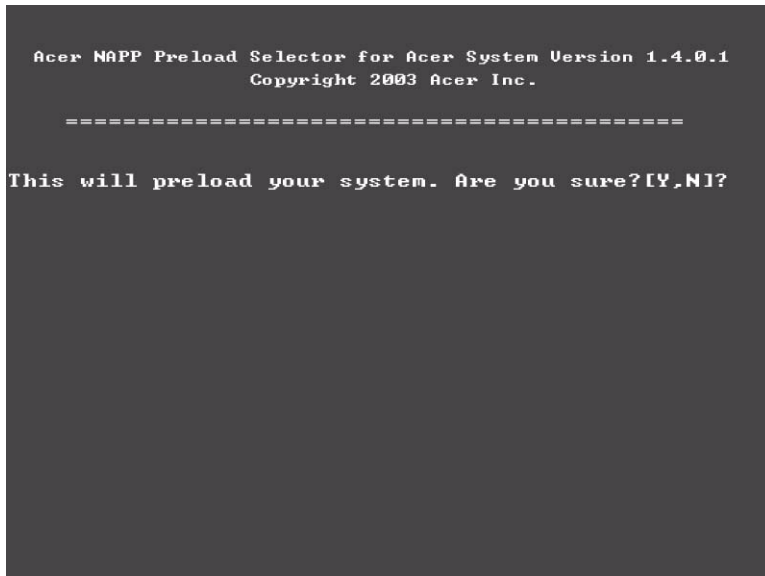 Acer NAPP Preload Selector for Acer System Version 1.4.0.1
Copyright 2003 Acer Inc.
===========================================
This will preload your system. Are you sure?[Y,N]?